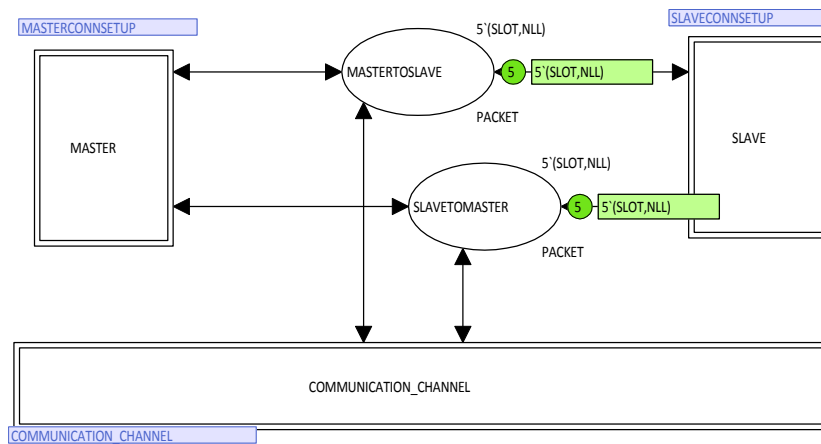 MASTERCONNSETUP
SLAVECONNSETUP
5`(SLOT,NLL)
MASTERTOSLAVE
5
5`(SLOT,NLL)
PACKET
MASTER
SLAVE
5`(SLOT,NLL)
SLAVETOMASTER
5
5`(SLOT,NLL)
PACKET
COMMUNICATION_CHANNEL
COMMUNICATION_CHANNEL